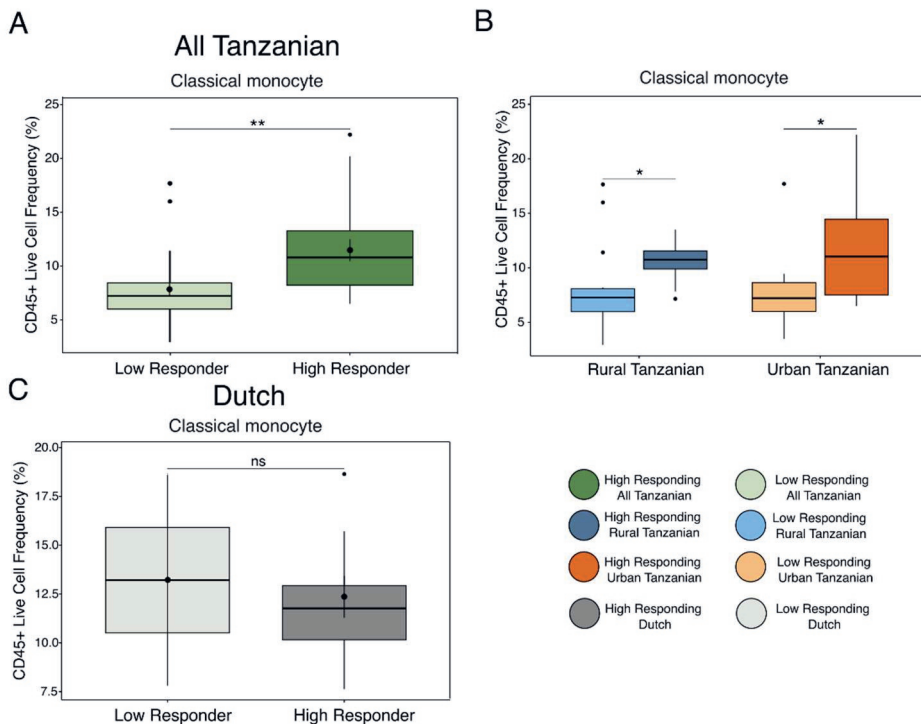 A
All Tanzanian
Classical monocyte
CD45+ Live Cell Frequency (%)
25
20
15
10
5
**
Low Responder
High Responder
B
Classical monocyte
CD45+ Live Cell Frequency (%)
25
20
15
10
5
*
*
Rural Tanzanian
Urban Tanzanian
C
Dutch
Classical monocyte
CD45+ Live Cell Frequency (%)
20.0
17.5
15.0
12.5
10.0
7.5
ns
Low Responder
High Responder
High Responding
All Tanzanian
Low Responding
All Tanzanian
High Responding
Rural Tanzanian
Low Responding
Rural Tanzanian
High Responding
Urban Tanzanian
Low Responding
Urban Tanzanian
High Responding
Dutch
Low Responding
Dutch